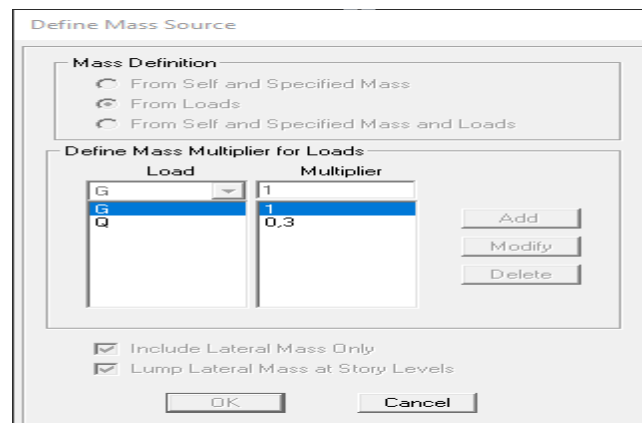 Define Mass Source
Mass Definition
From Self and Specified Mass
From Loads
From Self and Specified Mass and Loads
Define Mass Multiplier for Loads
Load Multiplier
G 1
G 1
Q 0,3
Add
Modify
Delete
Include Lateral Mass Only
Lump Lateral Mass at Story Levels
OK Cancel